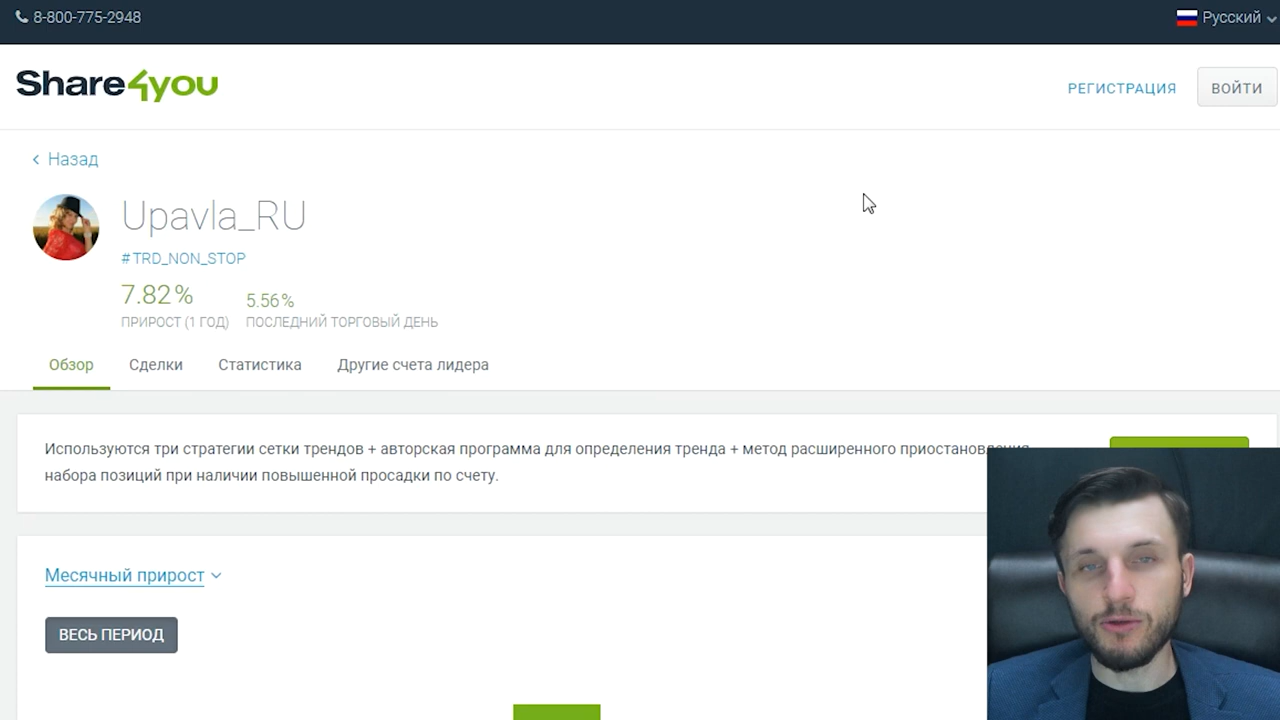 8-800-775-2948
Русский
Share4you
РЕГИСТРАЦИЯ
ВОЙТИ
Назад
Upavla_RU
#TRD_NON_STOP
7.82%
5.56%
ПРИРОСТ (1 ГОД)
ПОСЛЕДНИЙ ТОРГОВЫЙ ДЕНЬ
Обзор
Сделки
Статистика
Другие счета лидера
Используются три стратегии сетки трендов + авторская программа для определения тренда + метод расширенного приостановления
набора позиций при наличии повышенной просадки по счету.
Месячный прирост
ВЕСЬ ПЕРИОД